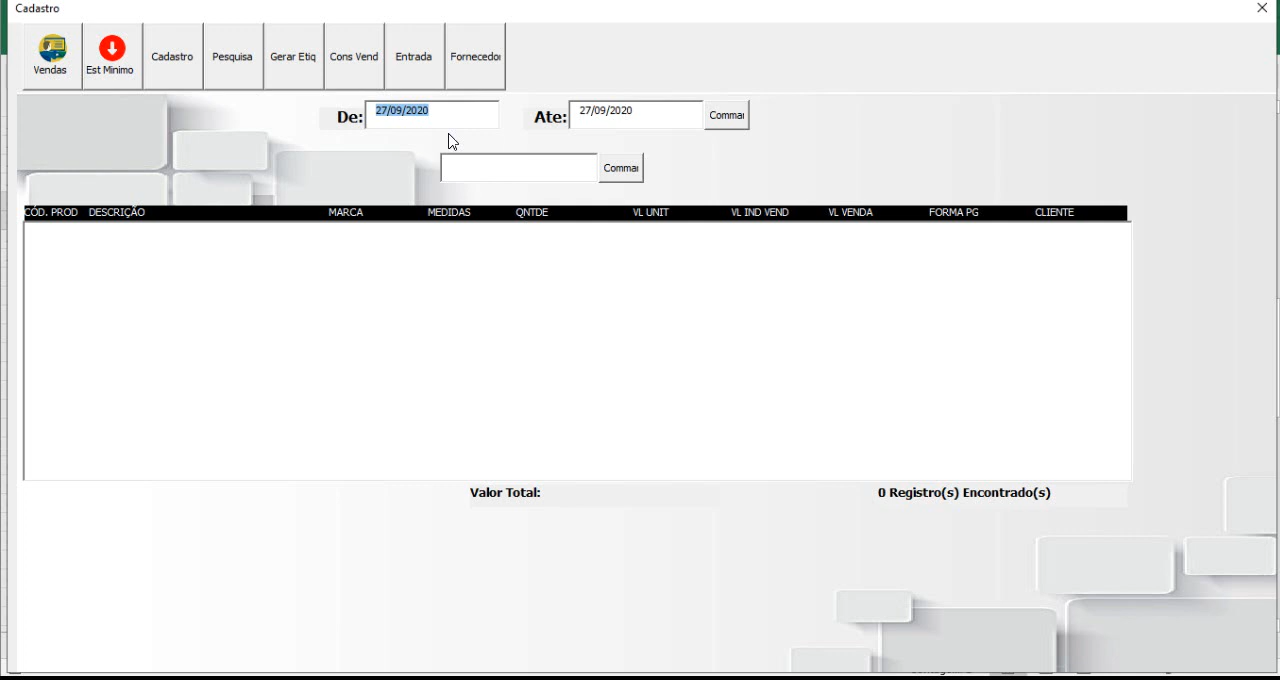 Cadastro
Vendas Est Minimo Cadastro Pesquisa Gerar Etiq Cons Vend Entrada Fornecedor
De: 27/09/2020 Ate: 27/09/2020 Comman
Comman
CÓD. PROD DESCRIÇÃO MARCA MEDIDAS QNTDE VL UNIT VL IND VEND VL VENDA FORMA PG CLIENTE
Valor Total: 0 Registro(s) Encontrado(s)